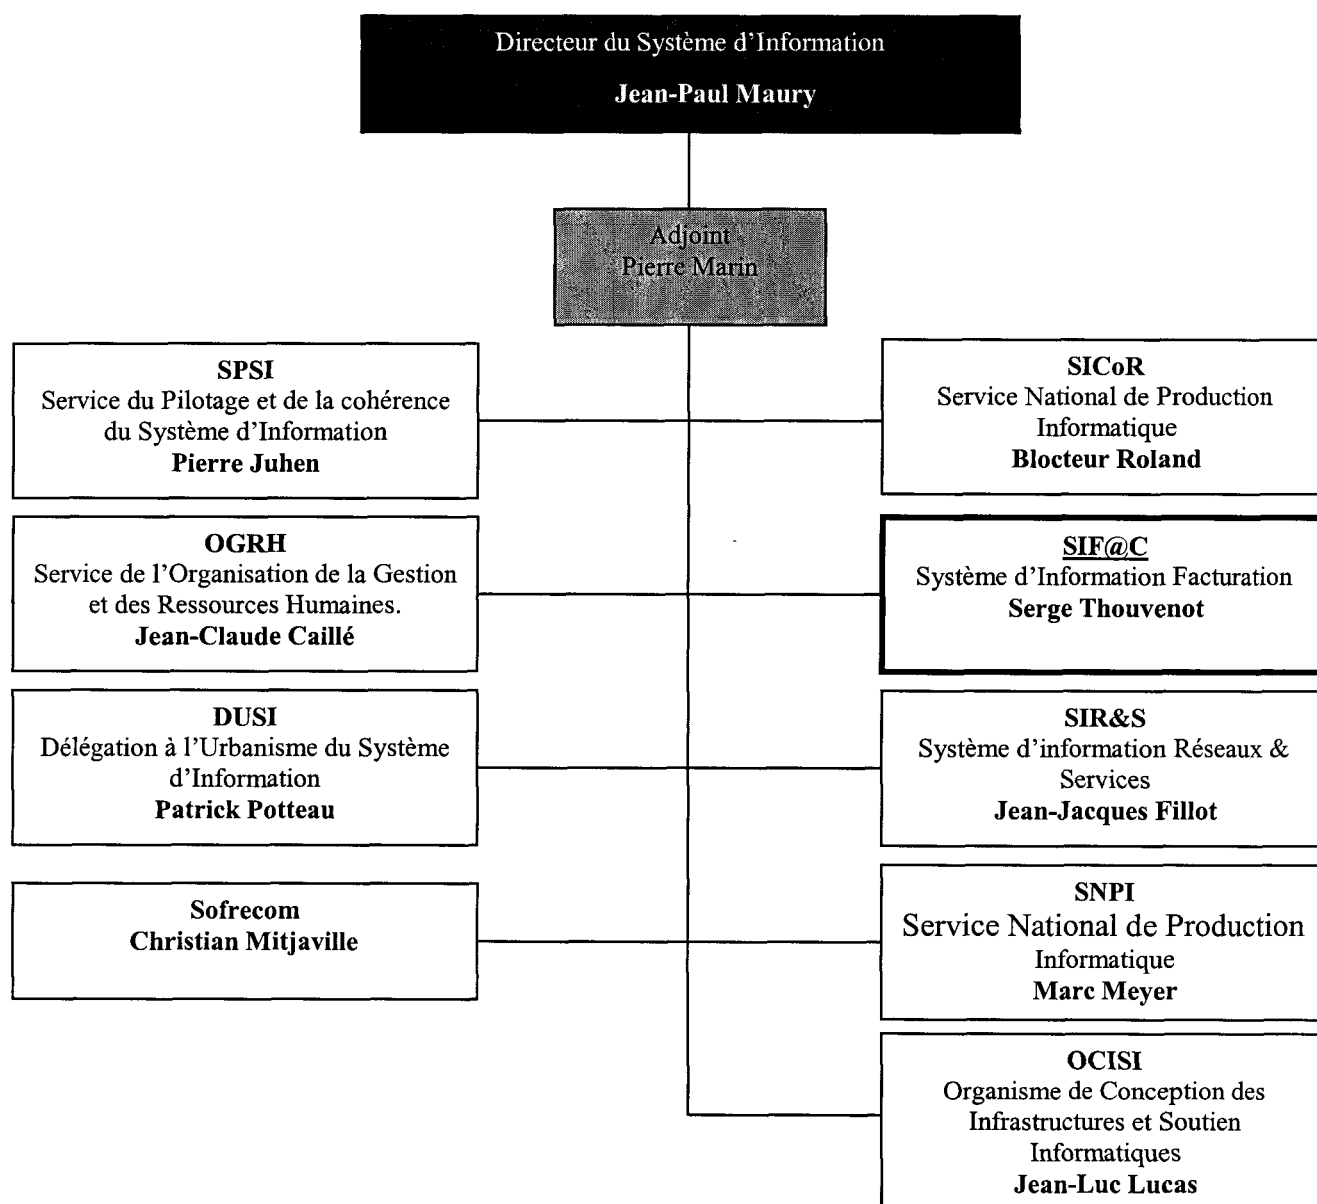 Directeur du Système d'Information
Jean-Paul Maury
Adjoint
Pierre Marin
SPSI
Service du Pilotage et de la cohérence
du Système d'Information
Pierre Juhen
SICoR
Service National de Production
Informatique
Blocteur Roland
OGRH
Service de l'Organisation de la Gestion
et des Ressources Humaines.
Jean-Claude Caillé
SIF@C
Système d'Information Facturation
Serge Thouvenot
DUSI
Délégation à l'Urbanisme du Système
d'Information
Patrick Potteau
SIR&S
Système d'information Réseaux &
Services
Jean-Jacques Fillot
Sofrecom
Christian Mitjaville
SNPI
Service National de Production
Informatique
Marc Meyer
OCISI
Organisme de Conception des
Infrastructures et Soutien
Informatiques
Jean-Luc Lucas